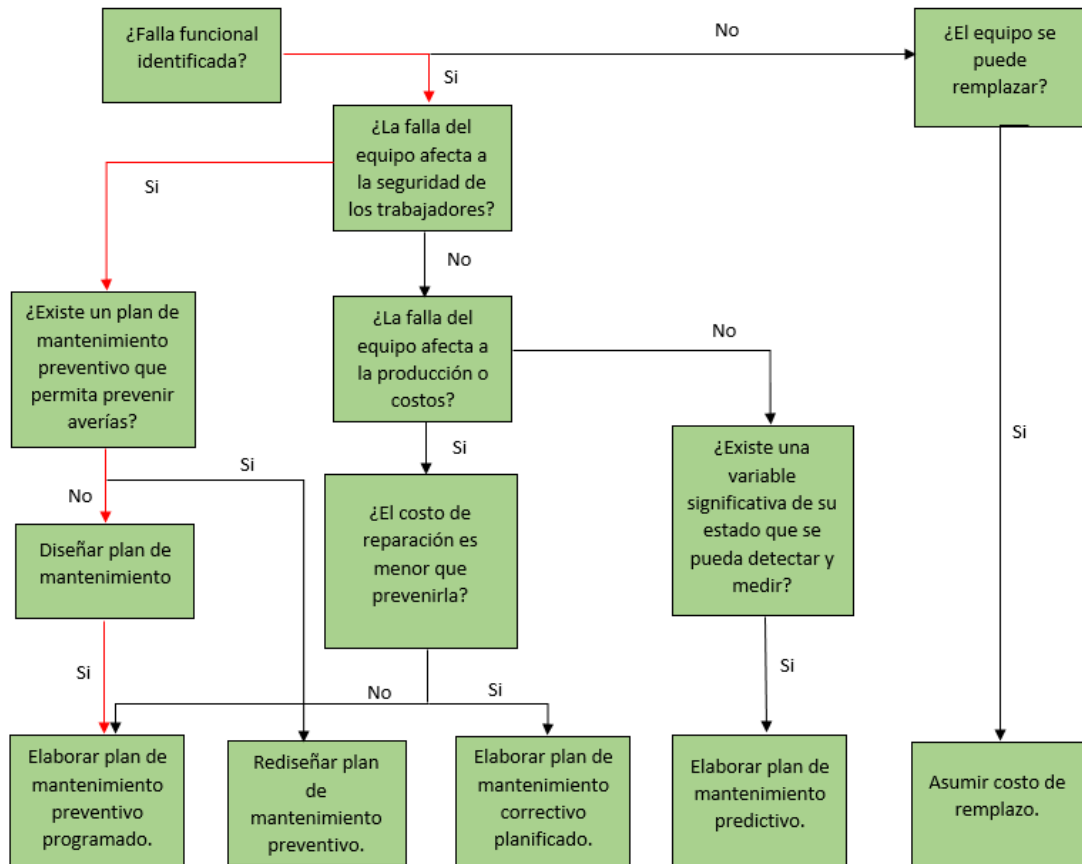 ¿Falla funcional
identificada?
No
¿El equipo se
puede
remplazar?
Si
¿La falla del
equipo afecta a
la seguridad de
los trabajadores?
Si
No
¿Existe un plan de
mantenimiento
preventivo que
permita prevenir
averías?
¿La falla del
equipo afecta a
la producción o
costos?
No
Si
Si
Si
No
¿Existe una
variable
significativa de su
estado que se
pueda detectar y
medir?
Diseñar plan de
mantenimiento
¿El costo de
reparación es
menor que
prevenirla?
Si
No
Si
Si
Elaborar plan de
mantenimiento
preventivo
programado.
Rediseñar plan
de
mantenimiento
preventivo.
Elaborar plan de
mantenimiento
correctivo
planificado.
Elaborar plan de
mantenimiento
predictivo.
Asumir costo de
remplazo.